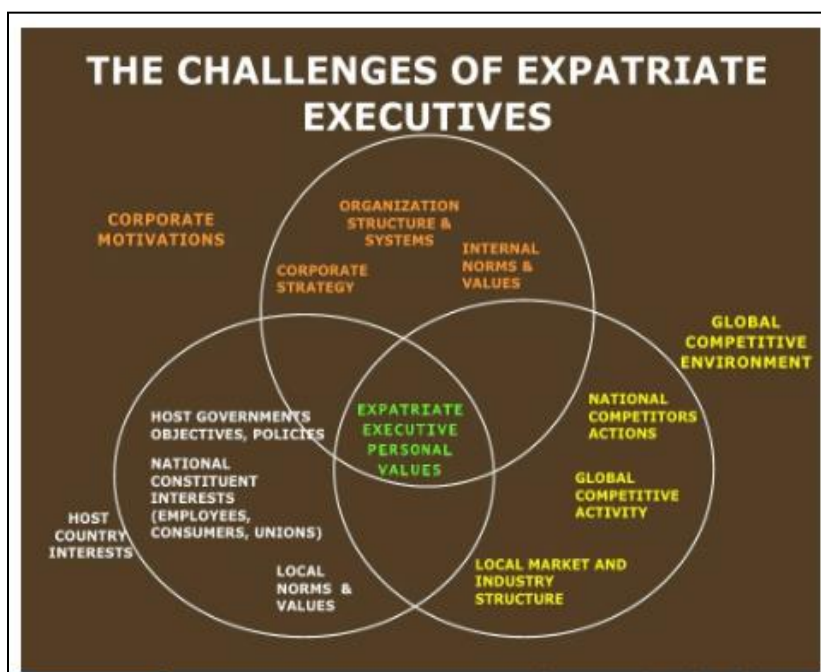 THE CHALLENGES OF EXPATRIATE
EXECUTIVES
CORPORATE
MOTIVATIONS
ORGANIZATION
STRUCTURE &
SYSTEMS
INTERNAL
NORMS &
VALUES
CORPORATE
STRATEGY
GLOBAL
COMPETITIVE
ENVIRONMENT
HOST GOVERNMENTS
OBJECTIVES, POLICIES
EXPATRIATE
EXECUTIVE
PERSONAL
VALUES
NATIONAL
COMPETITORS
ACTIONS
NATIONAL
CONSTITUENT
INTERESTS
(EMPLOYEES,
CONSUMERS, UNIONS)
GLOBAL
COMPETITIVE
ACTIVITY
HOST
COUNTRY
INTERESTS
LOCAL
NORMS &
VALUES
LOCAL MARKET AND
INDUSTRY
STRUCTURE